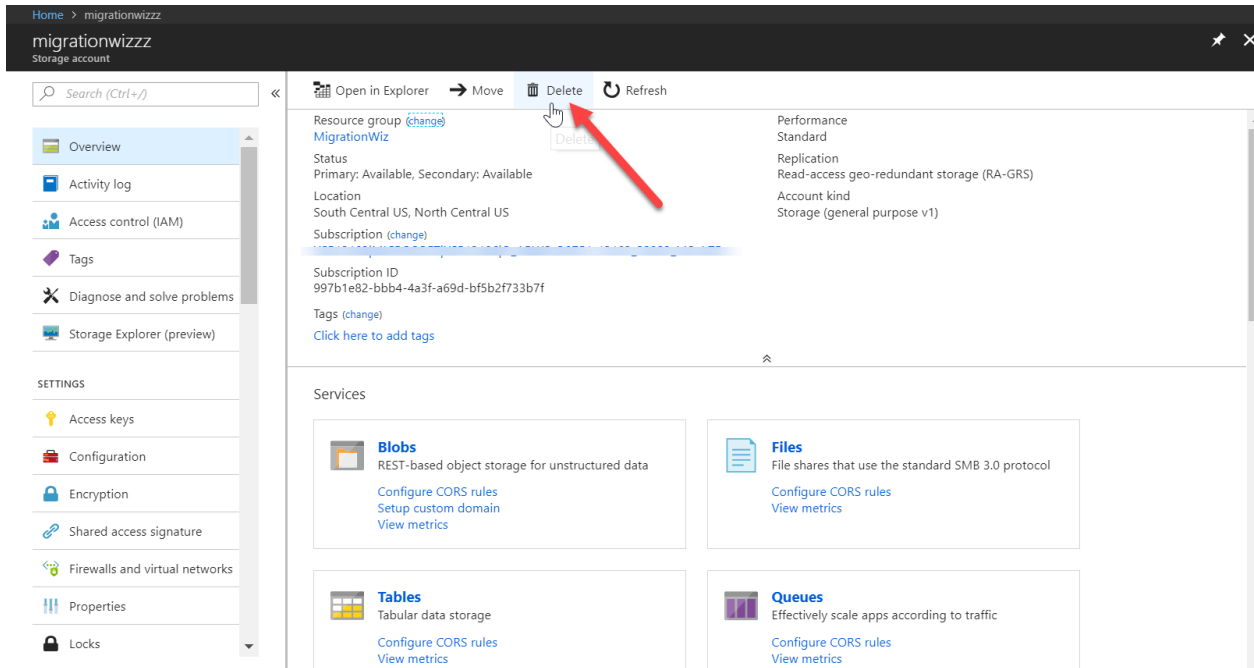 Home > migrationwizzz
migrationwizzz
Storage account
Search (Ctrl+/)
«
Overview
Activity log
Access control (IAM)
Tags
Diagnose and solve problems
Storage Explorer (preview)
SETTINGS
Access keys
Configuration
Encryption
Shared access signature
Firewalls and virtual networks
Properties
Locks
Open in Explorer Move Delete Refresh
Delete
Resource group (change)
MigrationWiz
Status
Primary: Available, Secondary: Available
Location
South Central US, North Central US
Subscription (change)
Subscription ID
997b1e82-bbb4-4a3f-a69d-bf5b2f733b7f
Tags (change)
Click here to add tags
Performance
Standard
Replication
Read-access geo-redundant storage (RA-GRS)
Account kind
Storage (general purpose v1)
Services
Blobs
REST-based object storage for unstructured data
Configure CORS rules
Setup custom domain
View metrics
Files
File shares that use the standard SMB 3.0 protocol
Configure CORS rules
View metrics
Tables
Tabular data storage
Configure CORS rules
View metrics
Queues
Effectively scale apps according to traffic
Configure CORS rules
View metrics